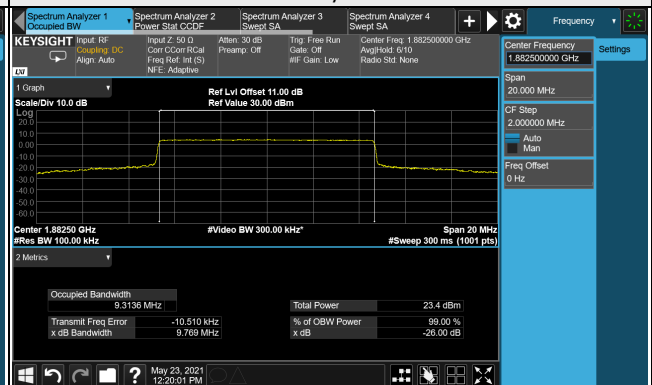 Spectrum Analyzer 1
Occupied BW
Spectrum Analyzer 2
Power Stat CCDF
Spectrum Analyzer 3
Swept SA
Spectrum Analyzer 4
Swept SA
+
Frequency
KEYSIGHT
LXI
Input: RF
Coupling: DC
Align: Auto
Input Z: 50 Ω
Corr CCorr RCal
Freq Ref: Int (S)
NFE: Adaptive
Atten: 30 dB
Preamp: Off
Trig: Free Run
Gate: Off
#IF Gain: Low
Center Freq: 1.882500000 GHz
Avg|Hold: 6/10
Radio Std: None
Center Frequency
1.882500000 GHz
Settings
Span
20.000 MHz
CF Step
2.000000 MHz
Auto
Man
Freq Offset
0 Hz
1 Graph
Scale/Div 10.0 dB
Ref Lvl Offset 11.00 dB
Ref Value 30.00 dBm
Log
20.0
10.0
0.00
-10.0
-20.0
-30.0
-40.0
-50.0
-60.0
Center 1.88250 GHz
#Video BW 300.00 kHz*
Span 20 MHz
#Res BW 100.00 kHz
#Sweep 300 ms (1001 pts)
2 Metrics
Occupied Bandwidth
9.3136 MHz
Total Power 23.4 dBm
Transmit Freq Error -10.510 kHz
% of OBW Power 99.00 %
x dB Bandwidth 9.769 MHz
x dB -26.00 dB
?
May 23, 2021
12:20:01 PM